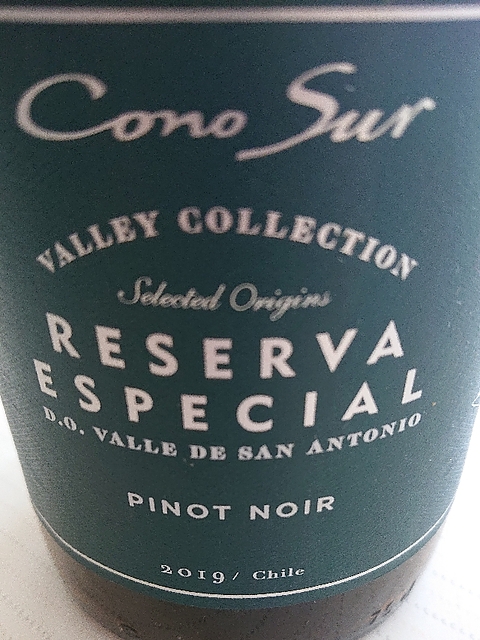 Cono Sur
VALLEY COLLECTION
Selected Origins
RESERVA
ESPECIAL
D.O. VALLE DE SAN ANTONIO
PINOT NOIR
2019/ Chile